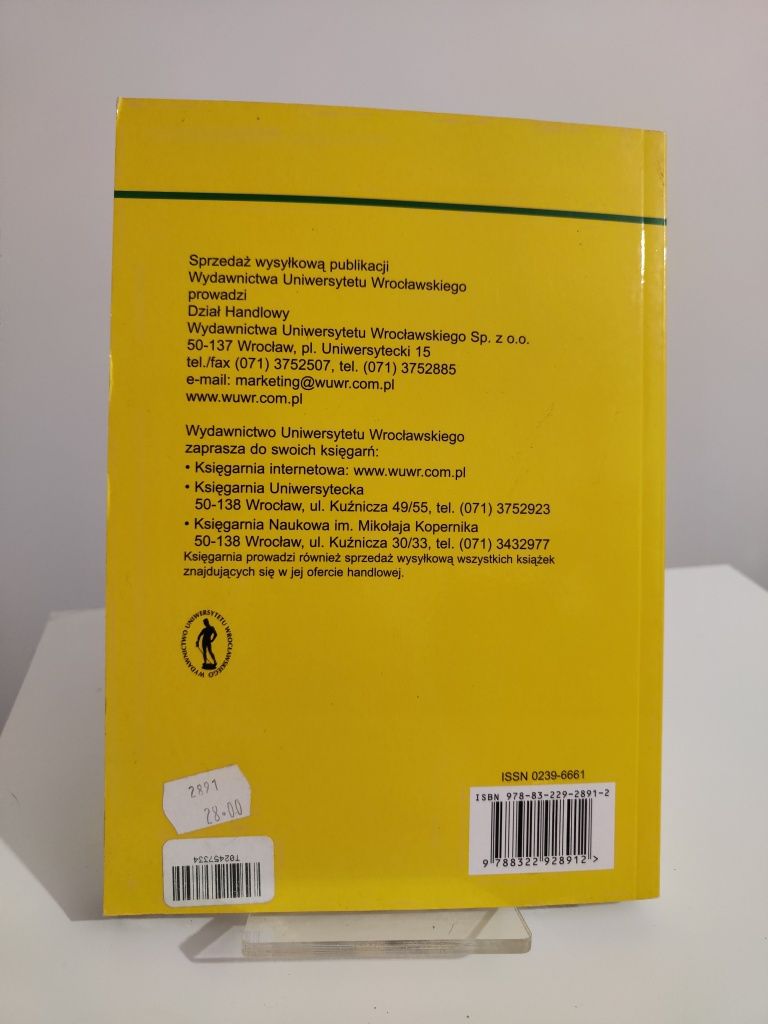 Sprzedaż wysyłkową publikacji
Wydawnictwa Uniwersytetu Wrocławskiego
prowadzi
Dział Handlowy
Wydawnictwa Uniwersytetu Wrocławskiego Sp. z o.o.
50-137 Wrocław, pl. Uniwersytecki 15
tel./fax (071) 3752507, tel. (071) 3752885
e-mail: marketing@wuwr.com.pl
www.wuwr.com.pl
Wydawnictwo Uniwersytetu Wrocławskiego
zaprasza do swoich księgarń:
• Księgarnia internetowa: www.wuwr.com.pl
• Księgarnia Uniwersytecka
50-138 Wrocław, ul. Kuźnicza 49/55, tel. (071) 3752923
• Księgarnia Naukowa im. Mikołaja Kopernika
50-138 Wrocław, ul. Kuźnicza 30/33, tel. (071) 3432977
Księgarnia prowadzi również sprzedaż wysyłkową wszystkich książek
znajdujących się w jej ofercie handlowej.
WYDAWNICTWO UNIWERSYTETU WROCŁAWSKIEGO
2891
28.00
T02457334
ISSN 0239-6661
ISBN 978-83-229-2891-2
9 788322 928912 >